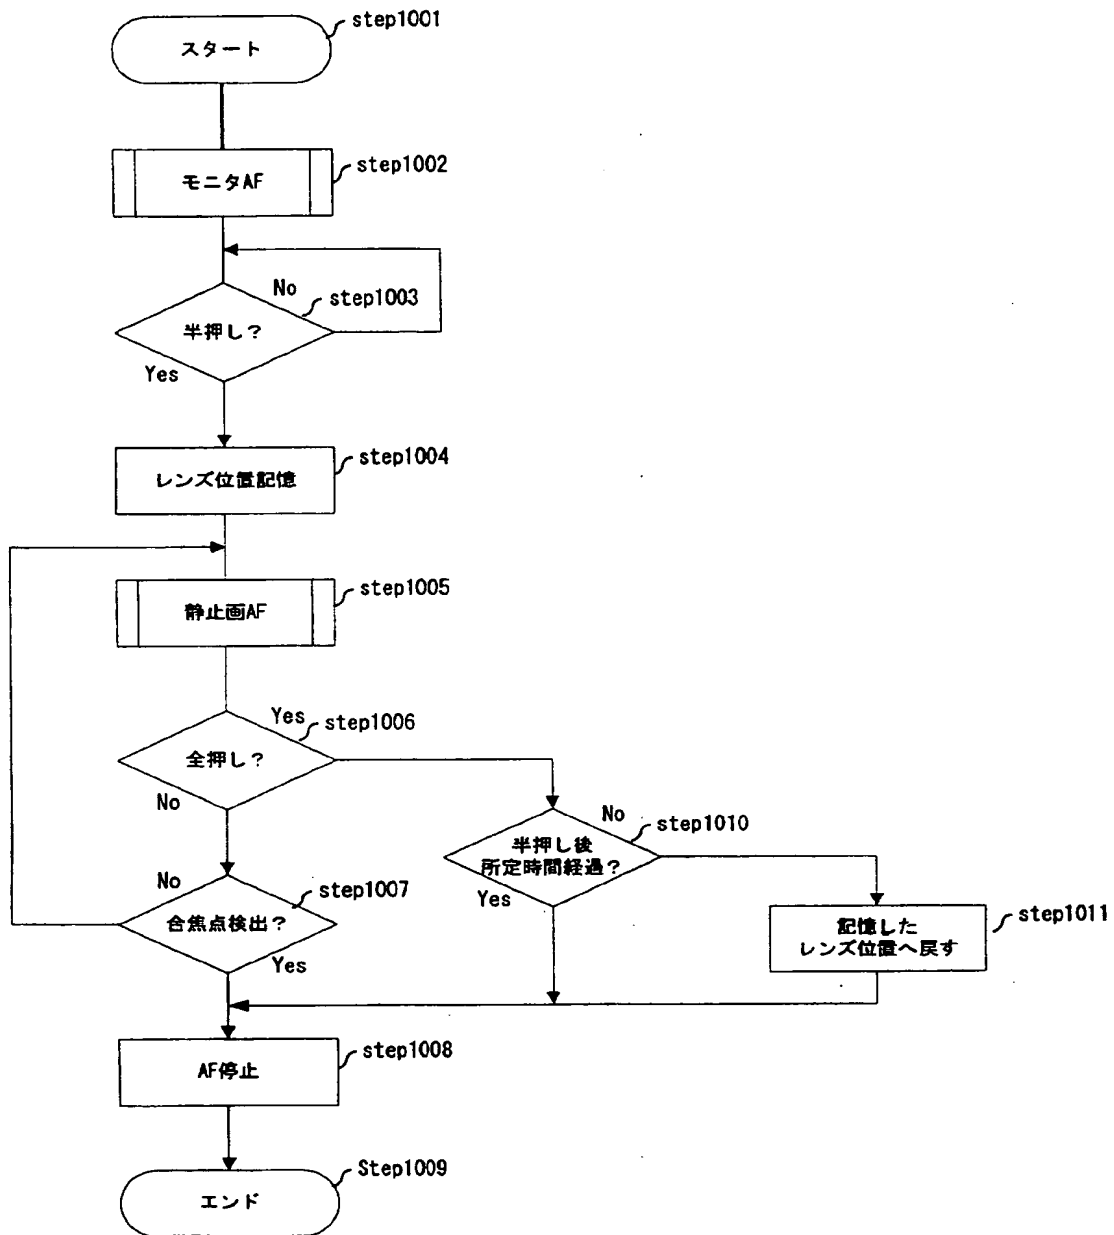 スタート
step1001
モニタAF
step1002
No
step1003
半押し?
Yes
レンズ位置記憶
step1004
静止画AF
step1005
Yes
step1006
全押し?
No
No
step1010
半押し後
所定時間経過?
Yes
No
step1007
合焦点検出?
Yes
記憶した
レンズ位置へ戻す
step1011
AF停止
step1008
エンド
Step1009